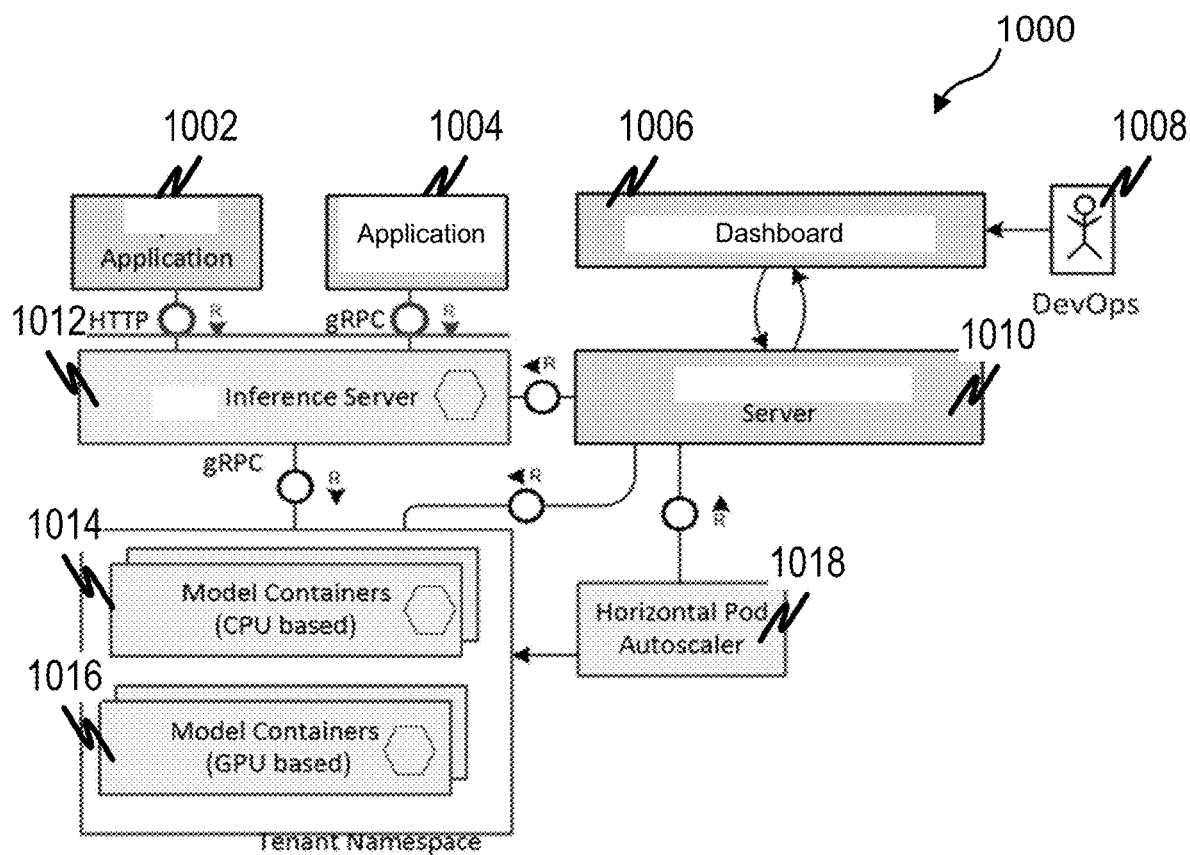 1000
1002
1004
1006
1008
Application
Application
Dashboard
DevOps
HTTP
R
gRPC
R
1012
1010
Inference Server
R
Server
gRPC
R
R
R
1014
Model Containers
(CPU based)
1018
Horizontal Pod
Autoscaler
1016
Model Containers
(GPU based)
Tenant Namespace